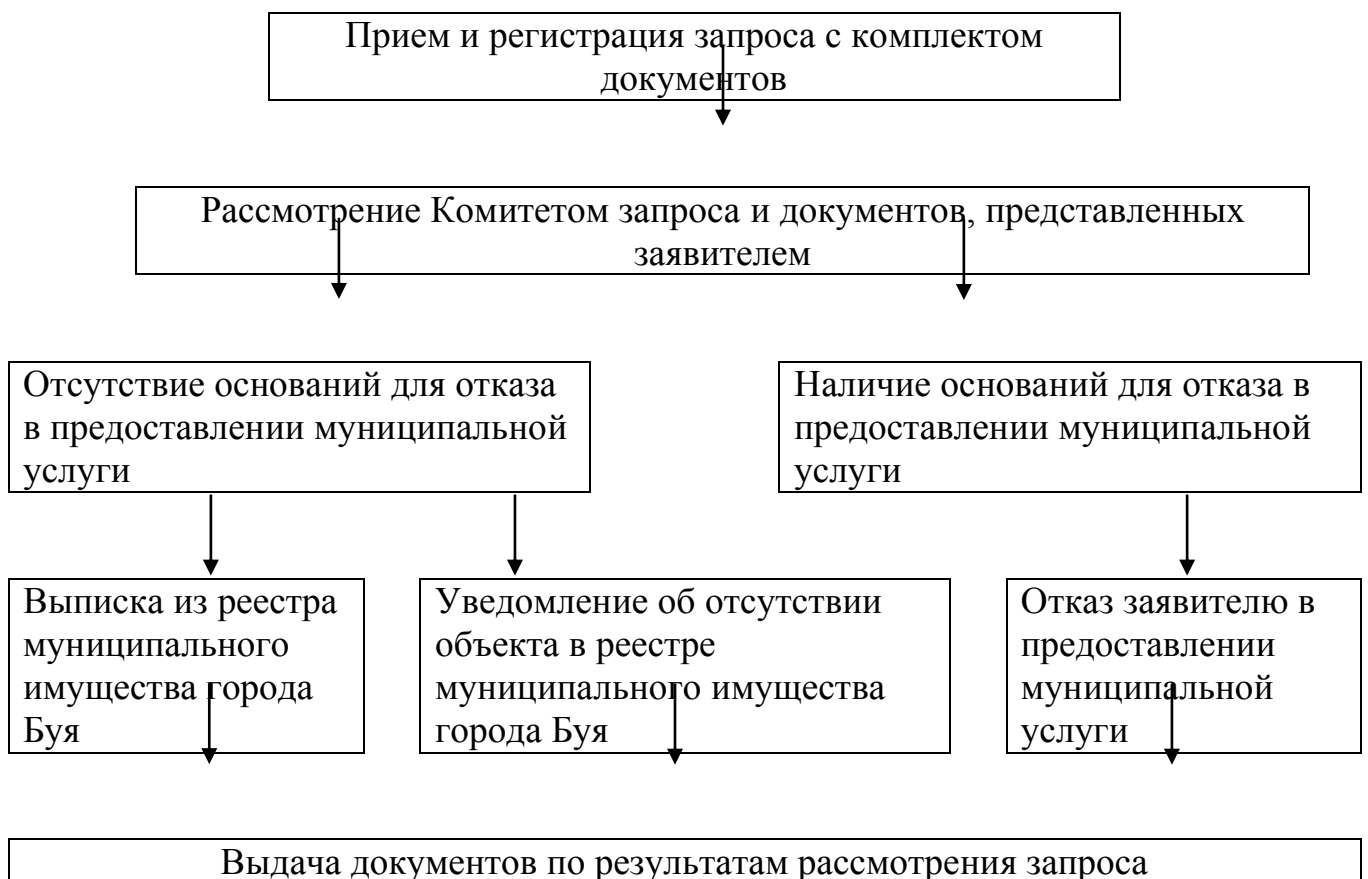 Прием и регистрация запроса с комплектом
документов
Рассмотрение Комитетом запроса и документов, представленных
заявителем
Отсутствие оснований для отказа
в предоставлении муниципальной
услуги
Наличие оснований для отказа в
предоставлении муниципальной
услуги
Выписка из реестра
муниципального
имущества города
Буя
Уведомление об отсутствии
объекта в реестре
муниципального имущества
города Буя
Отказ заявителю в
предоставлении
муниципальной
услуги
Выдача документов по результатам рассмотрения запроса